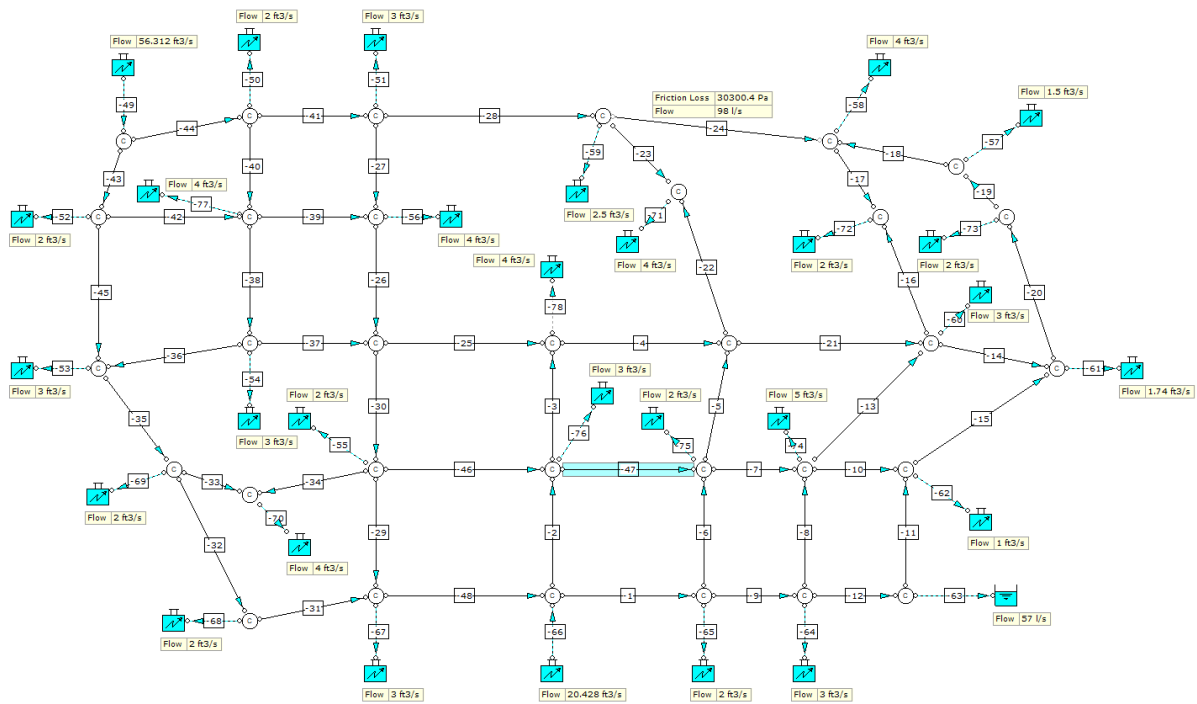 Flow 2 ft3/s
Flow 3 ft3/s
Flow 56.312 ft3/s
Flow 4 ft3/s
-50
-51
Friction Loss 30300.4 Pa
Flow 98 l/s
Flow 1.5 ft3/s
-49
-58
-44
-41
-28
-24
-57
C
C
C
C
C
-59
-23
-18
C
-40
-27
-43
-17
Flow 4 ft3/s
-77
-19
C
-52
-42
C
-39
C
-56
Flow 2.5 ft3/s
-71
C
C
C
-72
-73
C
Flow 2 ft3/s
Flow 4 ft3/s
Flow 4 ft3/s
Flow 4 ft3/s
Flow 2 ft3/s
Flow 2 ft3/s
-22
-38
-26
-16
-45
-20
-78
-60
Flow 3 ft3/s
C
-37
C
-25
C
-4
C
-21
C
-36
-14
-53
C
C
-61
Flow 3 ft3/s
-54
Flow 3 ft3/s
Flow 1.74 ft3/s
Flow 2 ft3/s
Flow 2 ft3/s
Flow 5 ft3/s
-30
-3
-5
-13
-35
-15
-76
-55
-75
-74
Flow 3 ft3/s
C
-46
C
-47
C
-7
C
-10
C
C
-69
-33
-34
C
-62
Flow 2 ft3/s
-70
-32
-29
-2
-6
-8
-11
Flow 1 ft3/s
Flow 4 ft3/s
C
-48
C
-1
C
-9
C
-12
C
-63
-31
-68
C
Flow 57 l/s
Flow 2 ft3/s
-67
-66
-65
-64
Flow 3 ft3/s
Flow 20.428 ft3/s
Flow 2 ft3/s
Flow 3 ft3/s